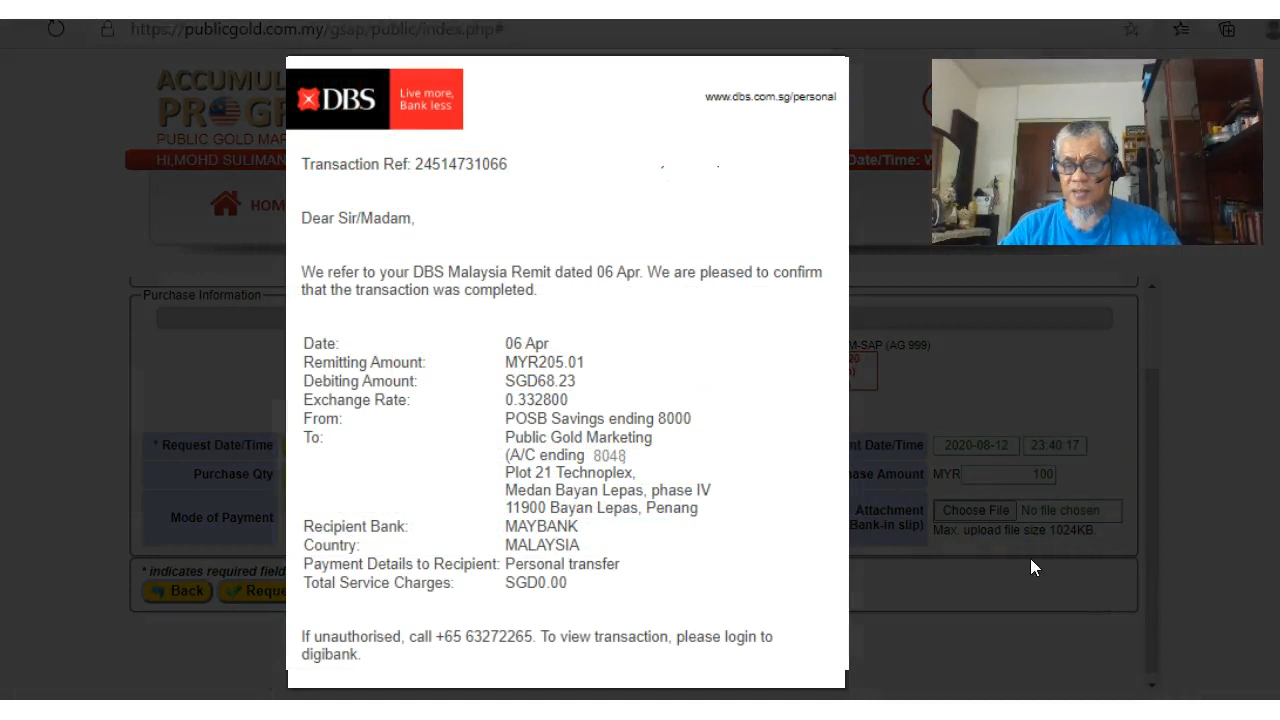 https://publicgold.com.my/gsap/public/index.php#
ACCUMUL
PROGR
PUBLIC GOLD MAR
HI,MOHD SULIMAN
Date/Time: W
HOM
DBS
Live more,
Bank less
www.dbs.com.sg/personal
Transaction Ref: 24514731066
Dear Sir/Madam,
We refer to your DBS Malaysia Remit dated 06 Apr. We are pleased to confirm
that the transaction was completed.
Date: 06 Apr
Remitting Amount: MYR205.01
Debiting Amount: SGD68.23
Exchange Rate: 0.332800
From: POSB Savings ending 8000
To: Public Gold Marketing
(A/C ending 8048
Plot 21 Technoplex,
Medan Bayan Lepas, phase IV
11900 Bayan Lepas, Penang
Recipient Bank: MAYBANK
Country: MALAYSIA
Payment Details to Recipient: Personal transfer
Total Service Charges: SGD0.00
If unauthorised, call +65 63272265. To view transaction, please login to
digibank.
Purchase Information
M-SAP (AG 999)
* Request Date/Time
nt Date/Time 2020-08-12 23:40:17
Purchase Qty
ase Amount MYR 100
Mode of Payment
Attachment Choose File No file chosen
Bank-in slip) Max. upload file size 1024KB.
* indicates required field
Back
Reque